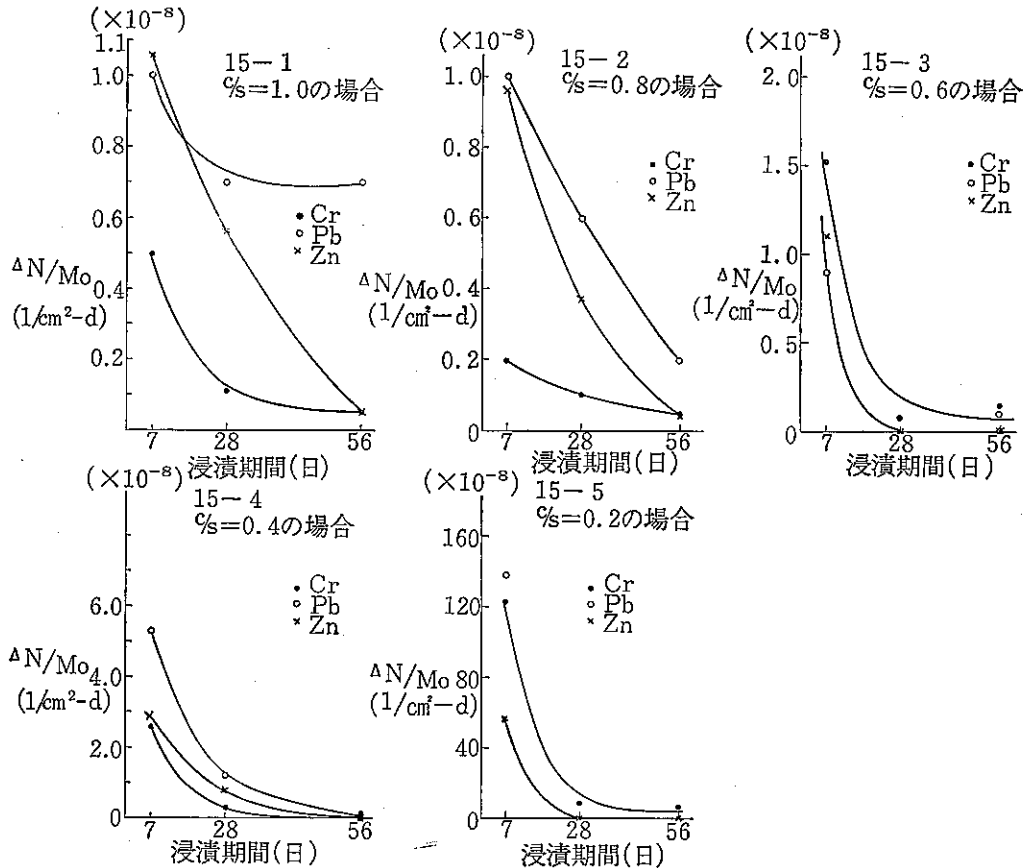 (×10⁻⁸)
15−1
C/S=1.0の場合
1.1
1.0
0.8
0.6
0.4
0.2
ΔN/Mo
(1/cm²-d)
• Cr
○ Pb
× Zn
7 28 56
浸漬期間(日)
(×10⁻⁸)
15−2
C/S=0.8の場合
1.0
0.8
0.6
0.4
0.2
0
ΔN/Mo
(1/cm²−d)
• Cr
○ Pb
× Zn
7 28 56
浸漬期間(日)
(×10⁻⁸)
15−3
C/S=0.6の場合
2.0
1.5
1.0
0.5
0
ΔN/Mo
(1/cm²−d)
• Cr
○ Pb
× Zn
7 28 56
浸漬期間(日)
(×10⁻⁸)
15−4
C/S=0.4の場合
6.0
4.0
2.0
0
ΔN/Mo
(1/cm²-d)
• Cr
○ Pb
× Zn
7 28 56
浸漬期間(日)
(×10⁻⁸)
15−5
C/S=0.2の場合
160
120
80
40
0
ΔN/Mo
(1/cm²−d)
• Cr
○ Pb
× Zn
7 28 56
浸漬期間(日)